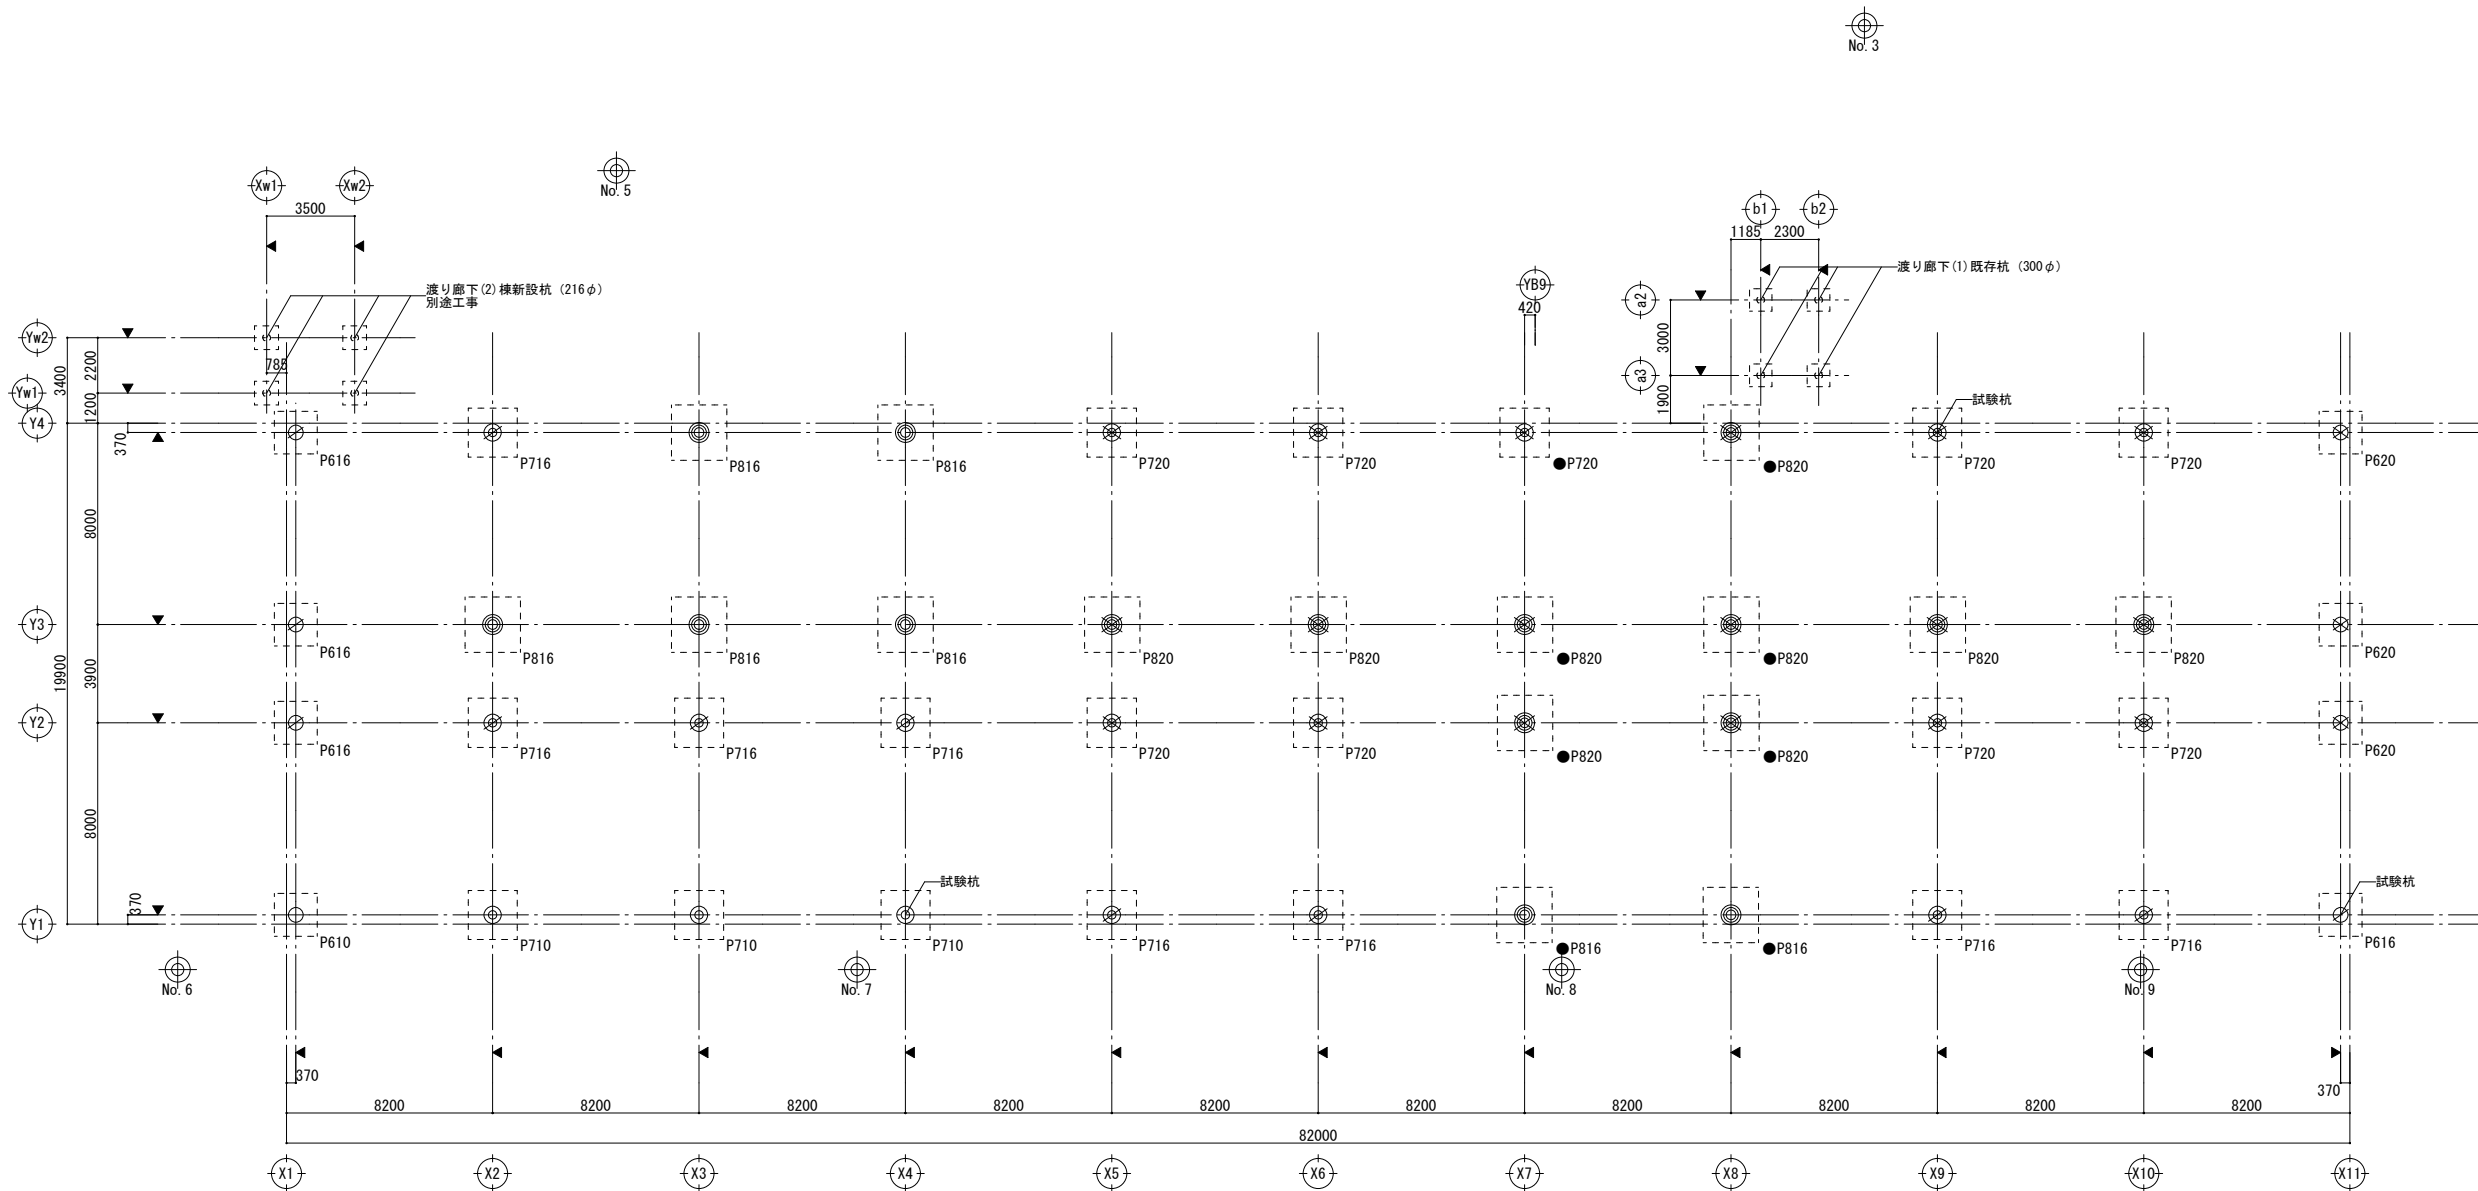 No.3
No.5
Xw1
Xw2
3500
b1
b2
1185
2300
渡り廊下(1)既存杭 (300φ)
渡り廊下(2)棟新設杭 (216φ)
別途工事
YB9
420
a2
3000
a3
1900
Yw2
2200
3400
785
Yw1
1200
Y4
370
試験杭
P616
P716
P816
P816
P720
P720
●P720
●P820
P720
P720
P620
8000
Y3
P616
P816
P816
P816
P820
P820
●P820
●P820
P820
P820
P620
19900
3900
Y2
P616
P716
P716
P716
P720
P720
●P820
●P820
P720
P720
P620
8000
370
試験杭
試験杭
Y1
P610
P710
P710
P710
P716
P716
●P816
●P816
P716
P716
P616
No.6
No.7
No.8
No.9
370
370
8200
8200
8200
8200
8200
8200
8200
8200
8200
8200
82000
X1
X2
X3
X4
X5
X6
X7
X8
X9
X10
X11